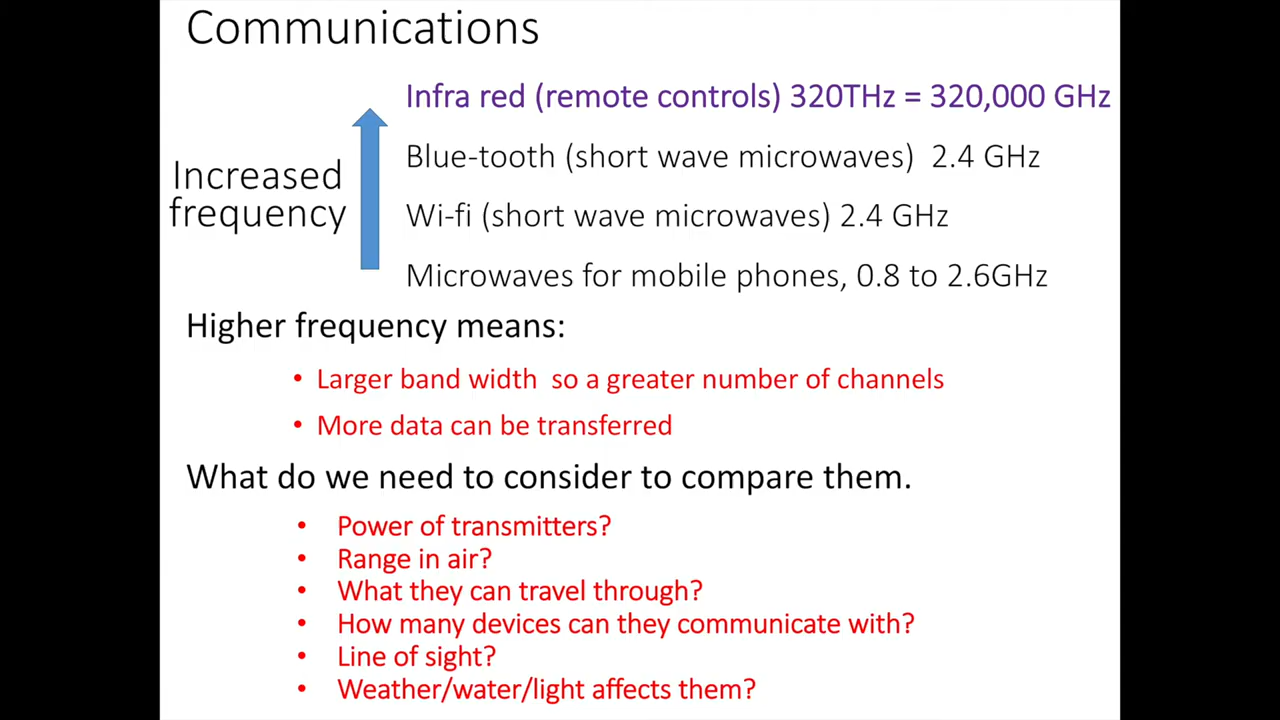 Communications
Infra red (remote controls) 320THz = 320,000 GHz
Blue-tooth (short wave microwaves) 2.4 GHz
Increased
frequency
Wi-fi (short wave microwaves) 2.4 GHz
Microwaves for mobile phones, 0.8 to 2.6GHz
Higher frequency means:
• Larger band width so a greater number of channels
• More data can be transferred
What do we need to consider to compare them.
• Power of transmitters?
• Range in air?
• What they can travel through?
• How many devices can they communicate with?
• Line of sight?
• Weather/water/light affects them?